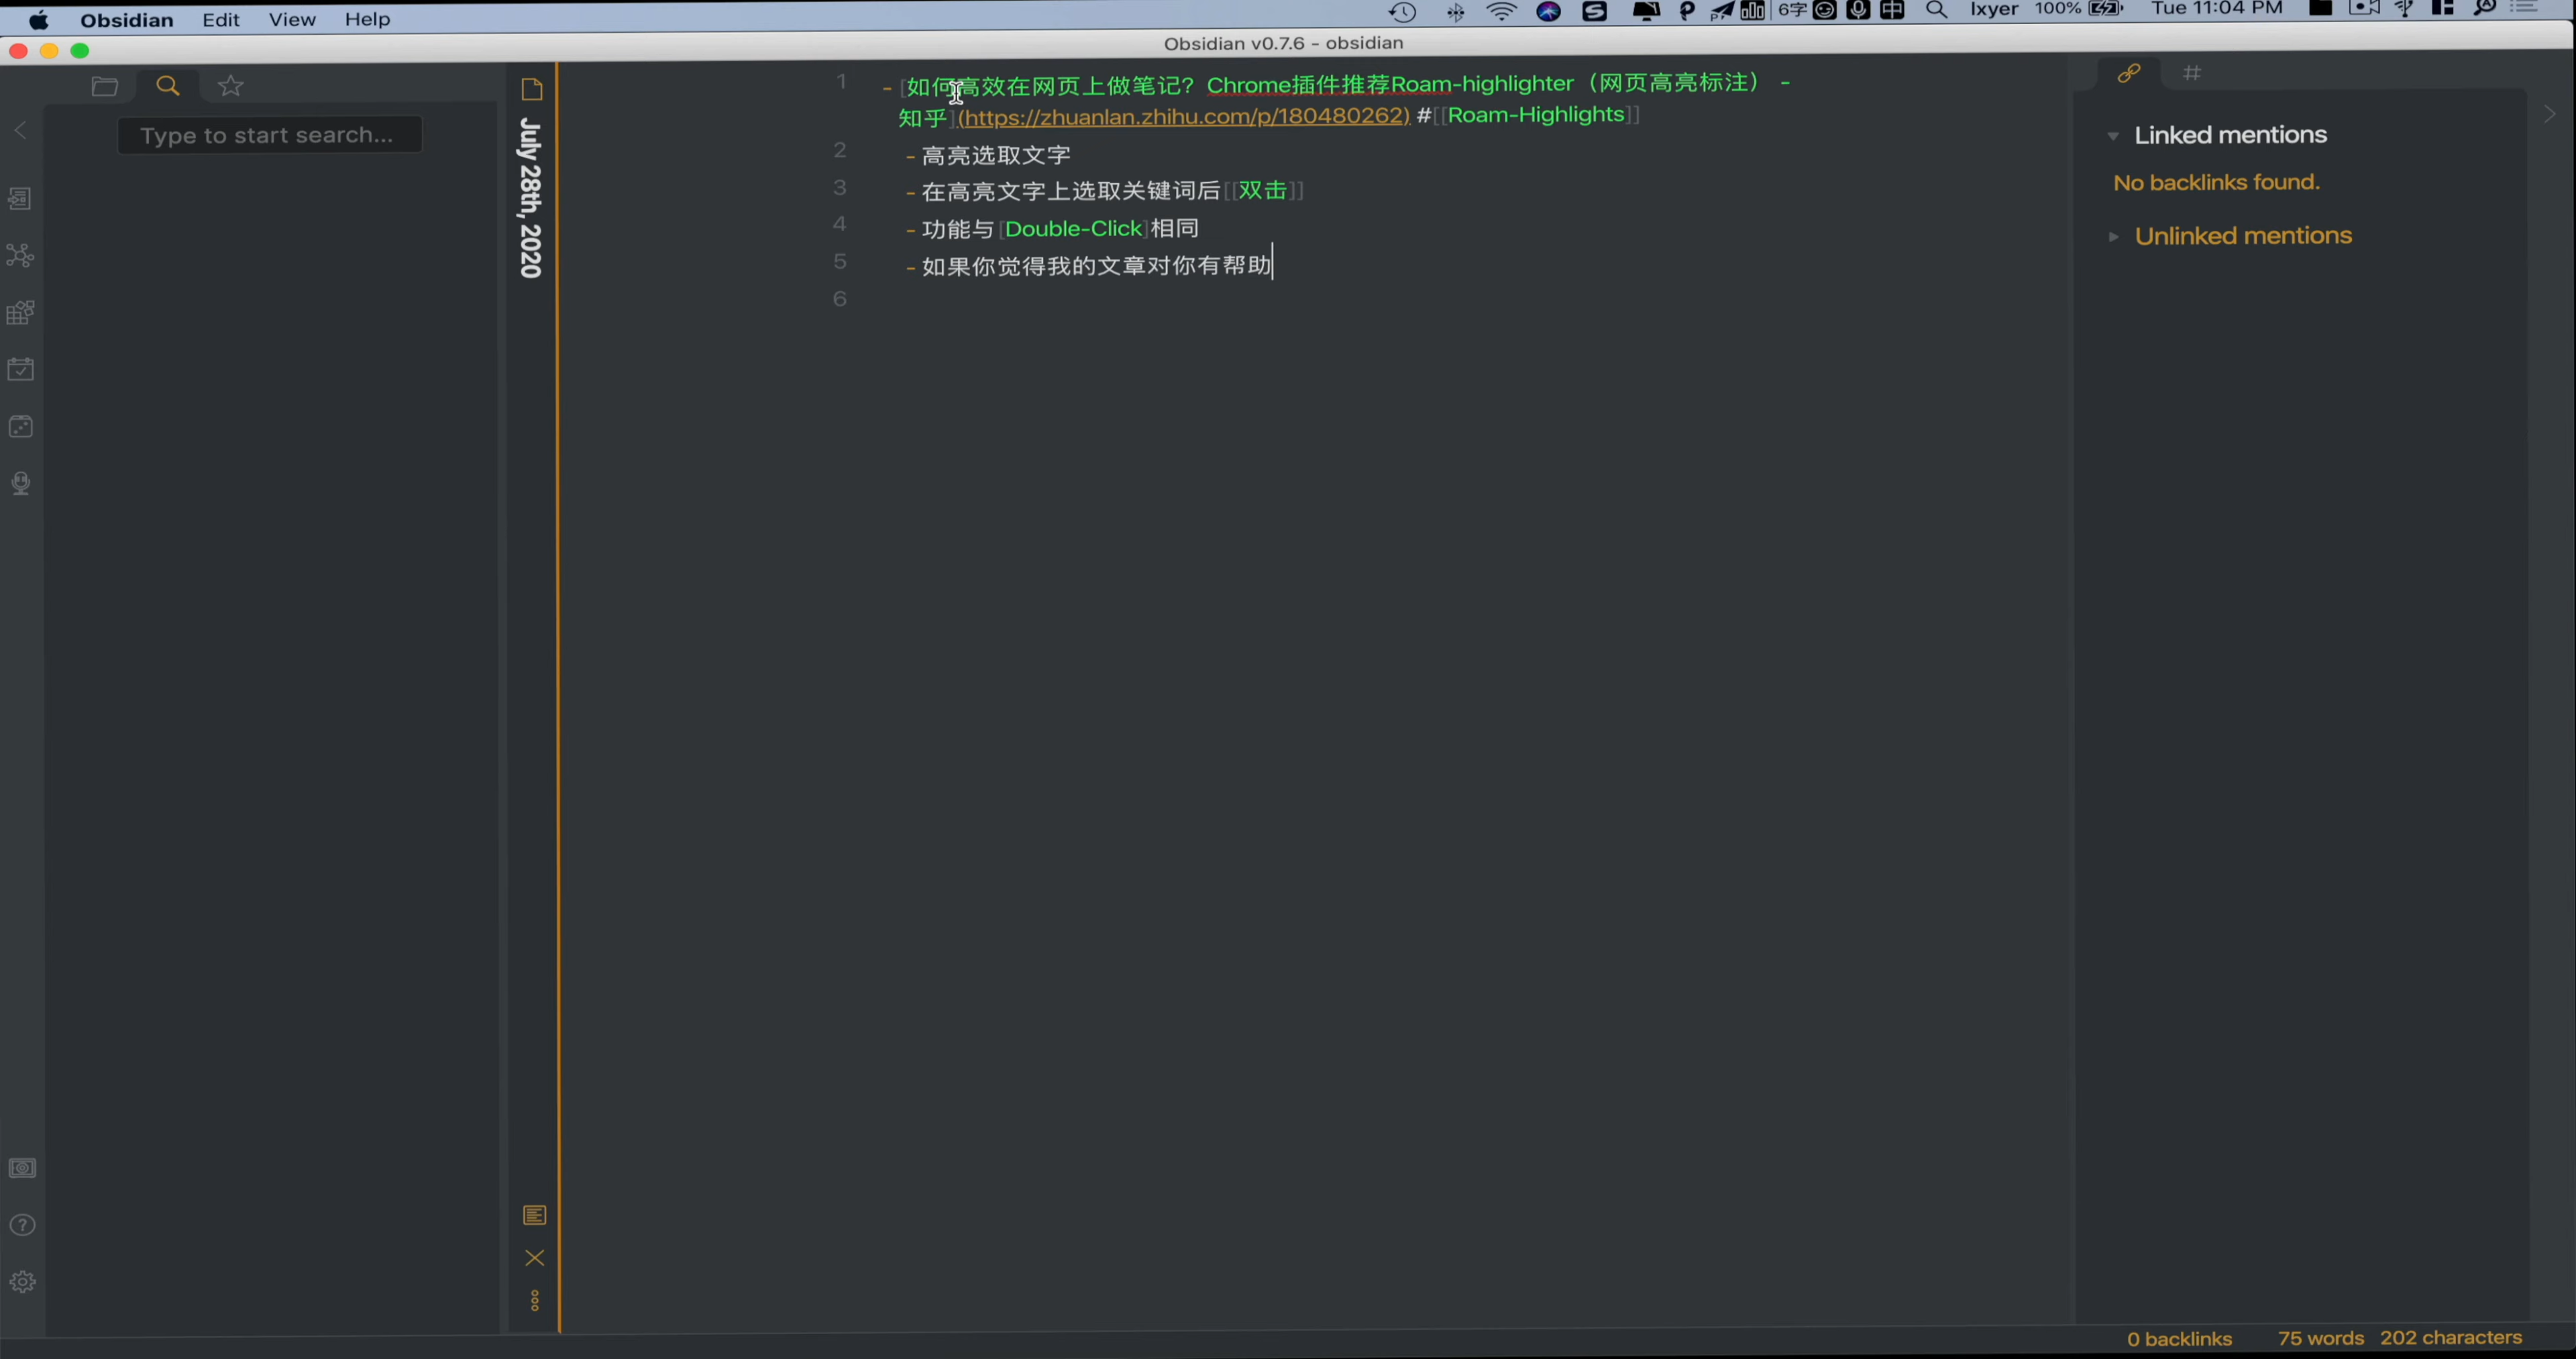 Obsidian Edit View Help 6字 中 lxyer 100% Tue 11:04 PM
Obsidian v0.7.6 - obsidian
Type to start search...
July 28th, 2020
1 - [如何高效在网页上做笔记？Chrome插件推荐Roam-highlighter（网页高亮标注） -
知乎](https://zhuanlan.zhihu.com/p/180480262) #[[Roam-Highlights]]
2 - 高亮选取文字
3 - 在高亮文字上选取关键词后[[双击]]
4 - 功能与[Double-Click]相同
5 - 如果你觉得我的文章对你有帮助
6
Linked mentions
No backlinks found.
Unlinked mentions
0 backlinks 75 words 202 characters